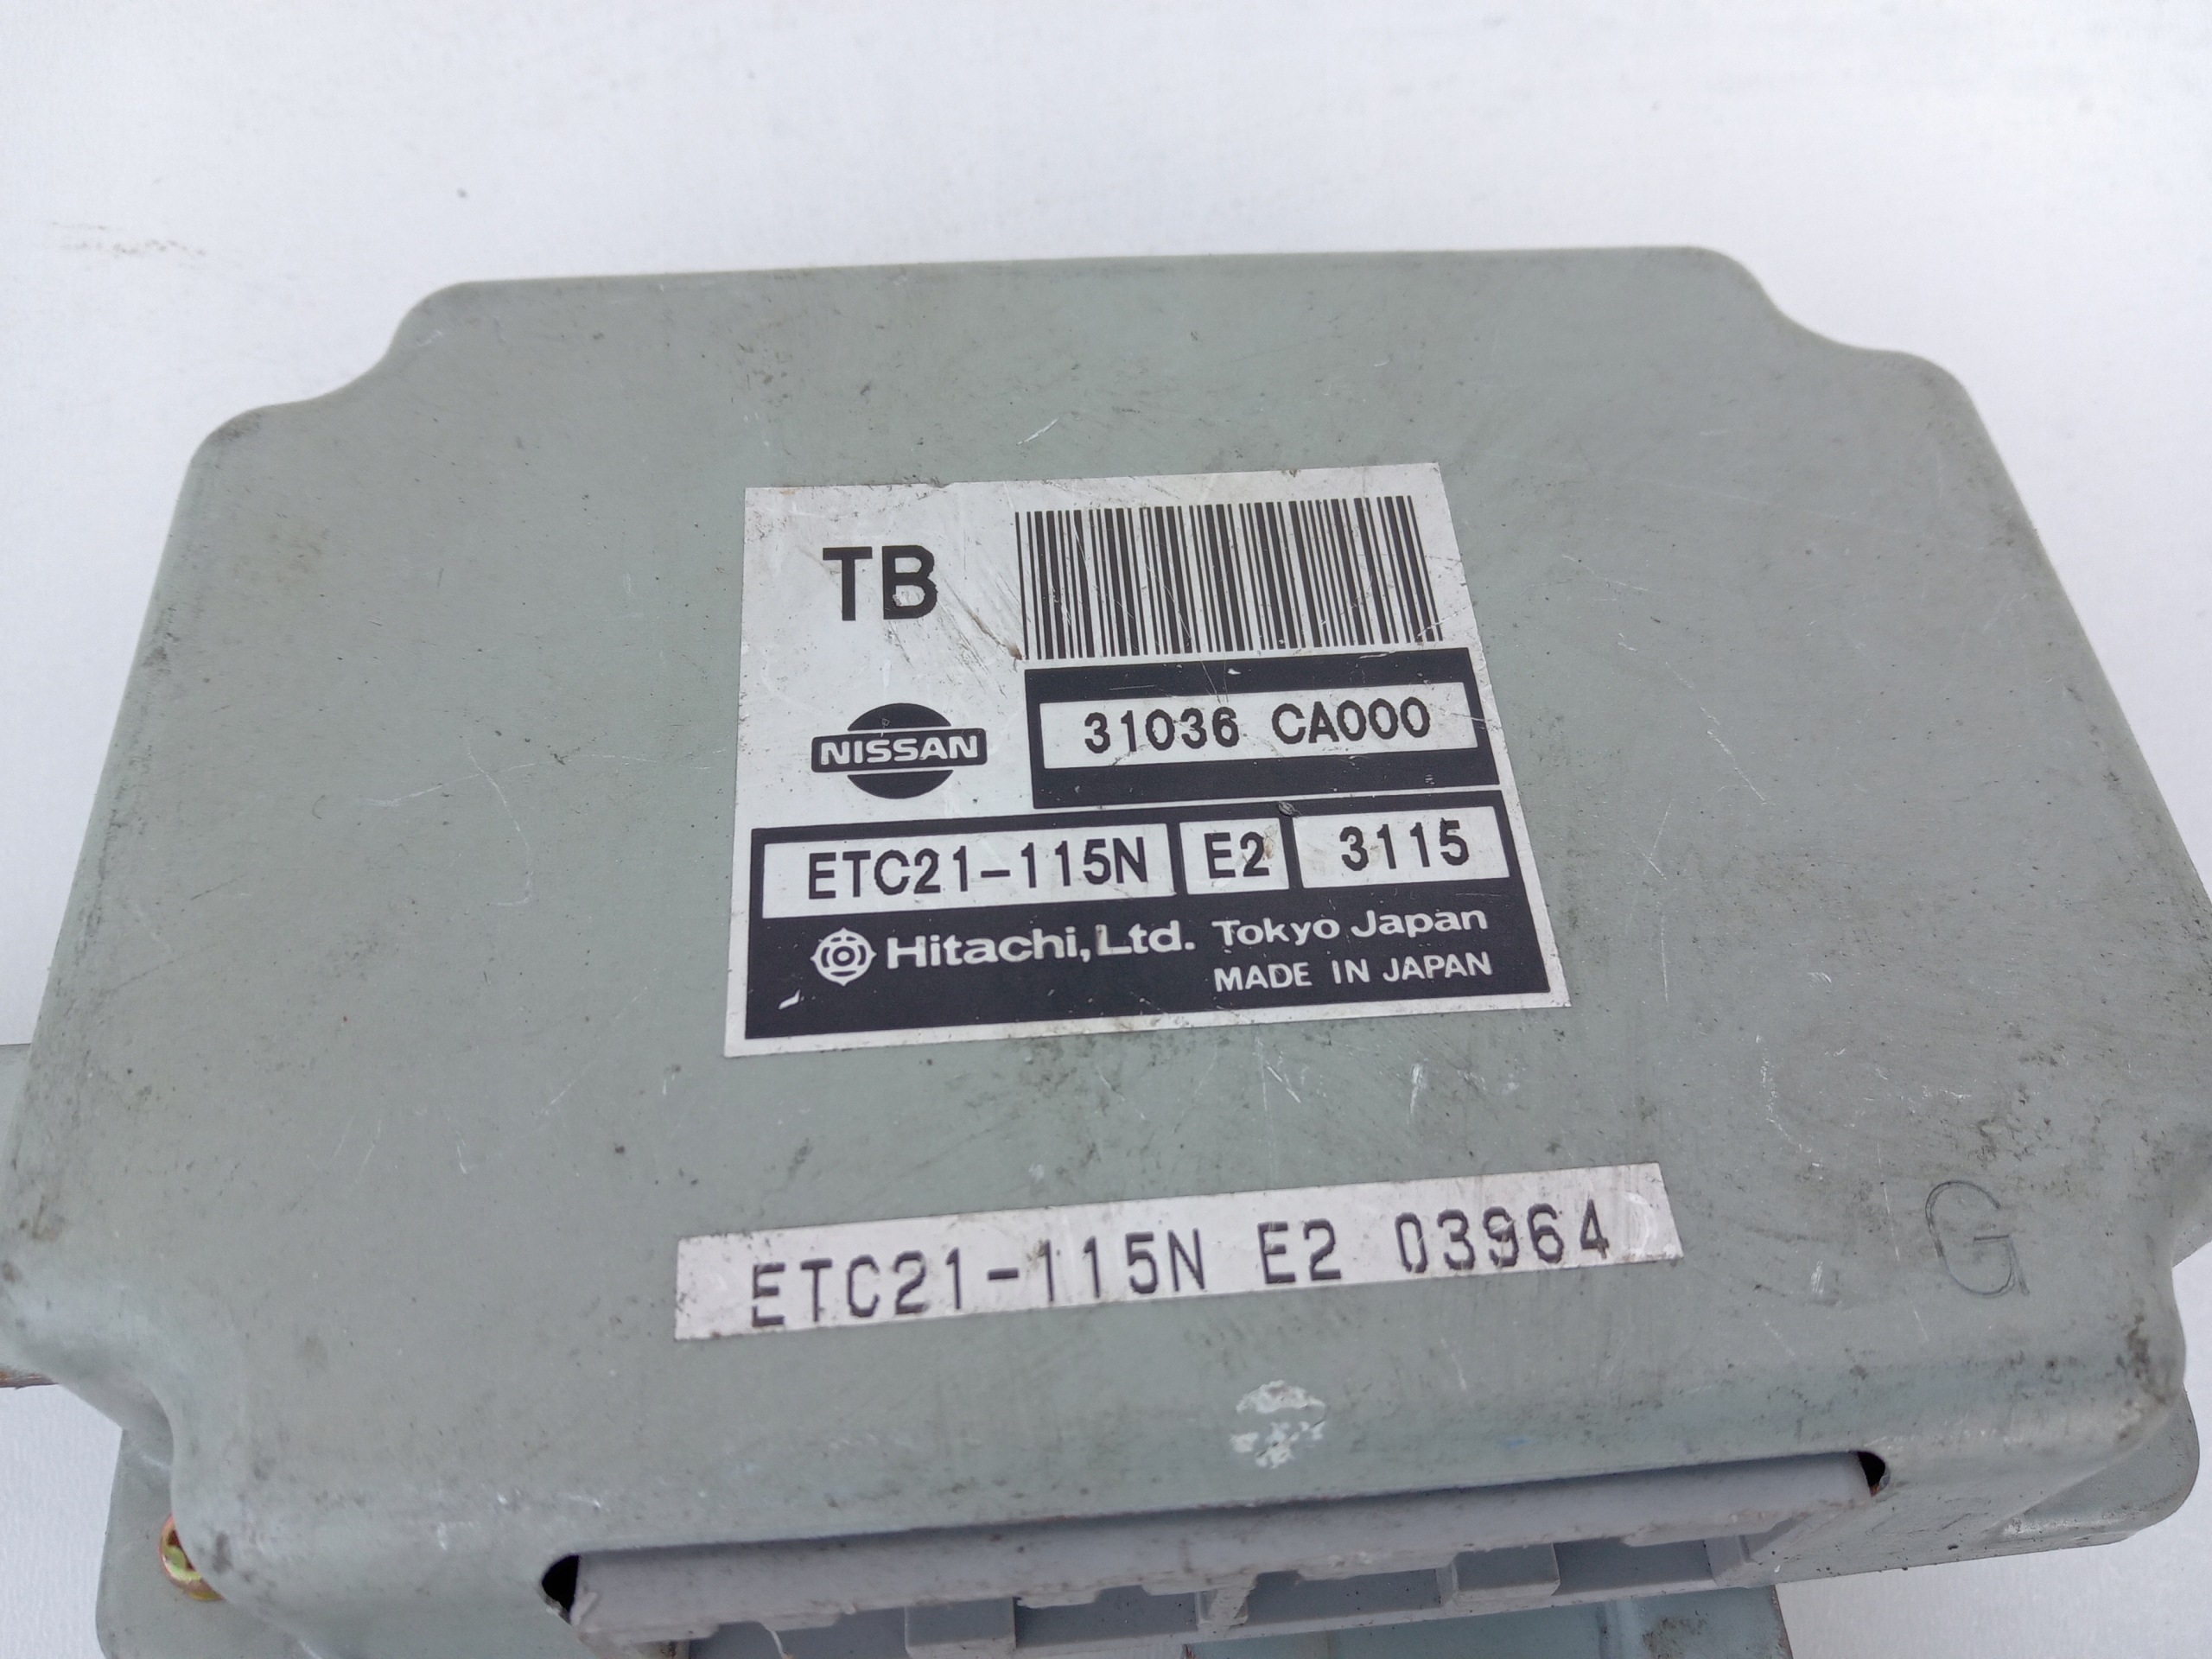 TB
NISSAN
31036 CA000
ETC21-115N E2 3115
Hitachi, Ltd. Tokyo Japan
MADE IN JAPAN
ETC21-115N E2 03964
G